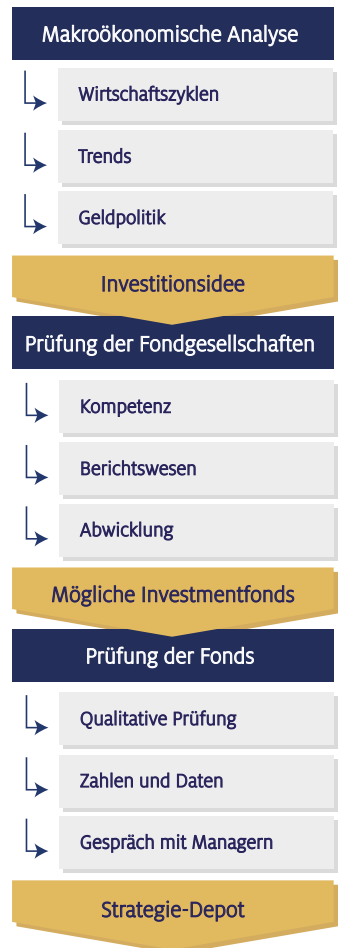 Makroökonomische Analyse
Wirtschaftszyklen
Trends
Geldpolitik
Investitionsidee
Prüfung der Fondgesellschaften
Kompetenz
Berichtswesen
Abwicklung
Mögliche Investmentfonds
Prüfung der Fonds
Qualitative Prüfung
Zahlen und Daten
Gespräch mit Managern
Strategie-Depot